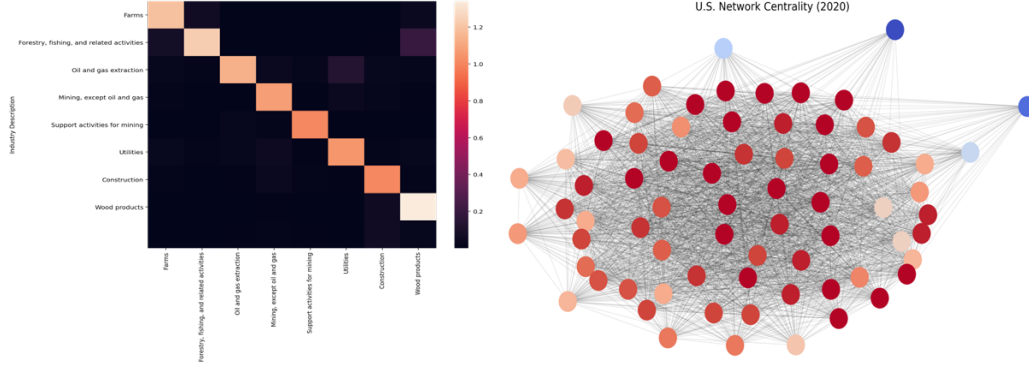 U.S. Network Centrality (2020)
Industry Description
Farms
Forestry, fishing, and related activities
Oil and gas extraction
Mining, except oil and gas
Support activities for mining
Utilities
Construction
Wood products
Farms
Forestry, fishing, and related activities
Oil and gas extraction
Mining, except oil and gas
Support activities for mining
Utilities
Construction
Wood products
1.2
1.0
0.8
0.6
0.4
0.2